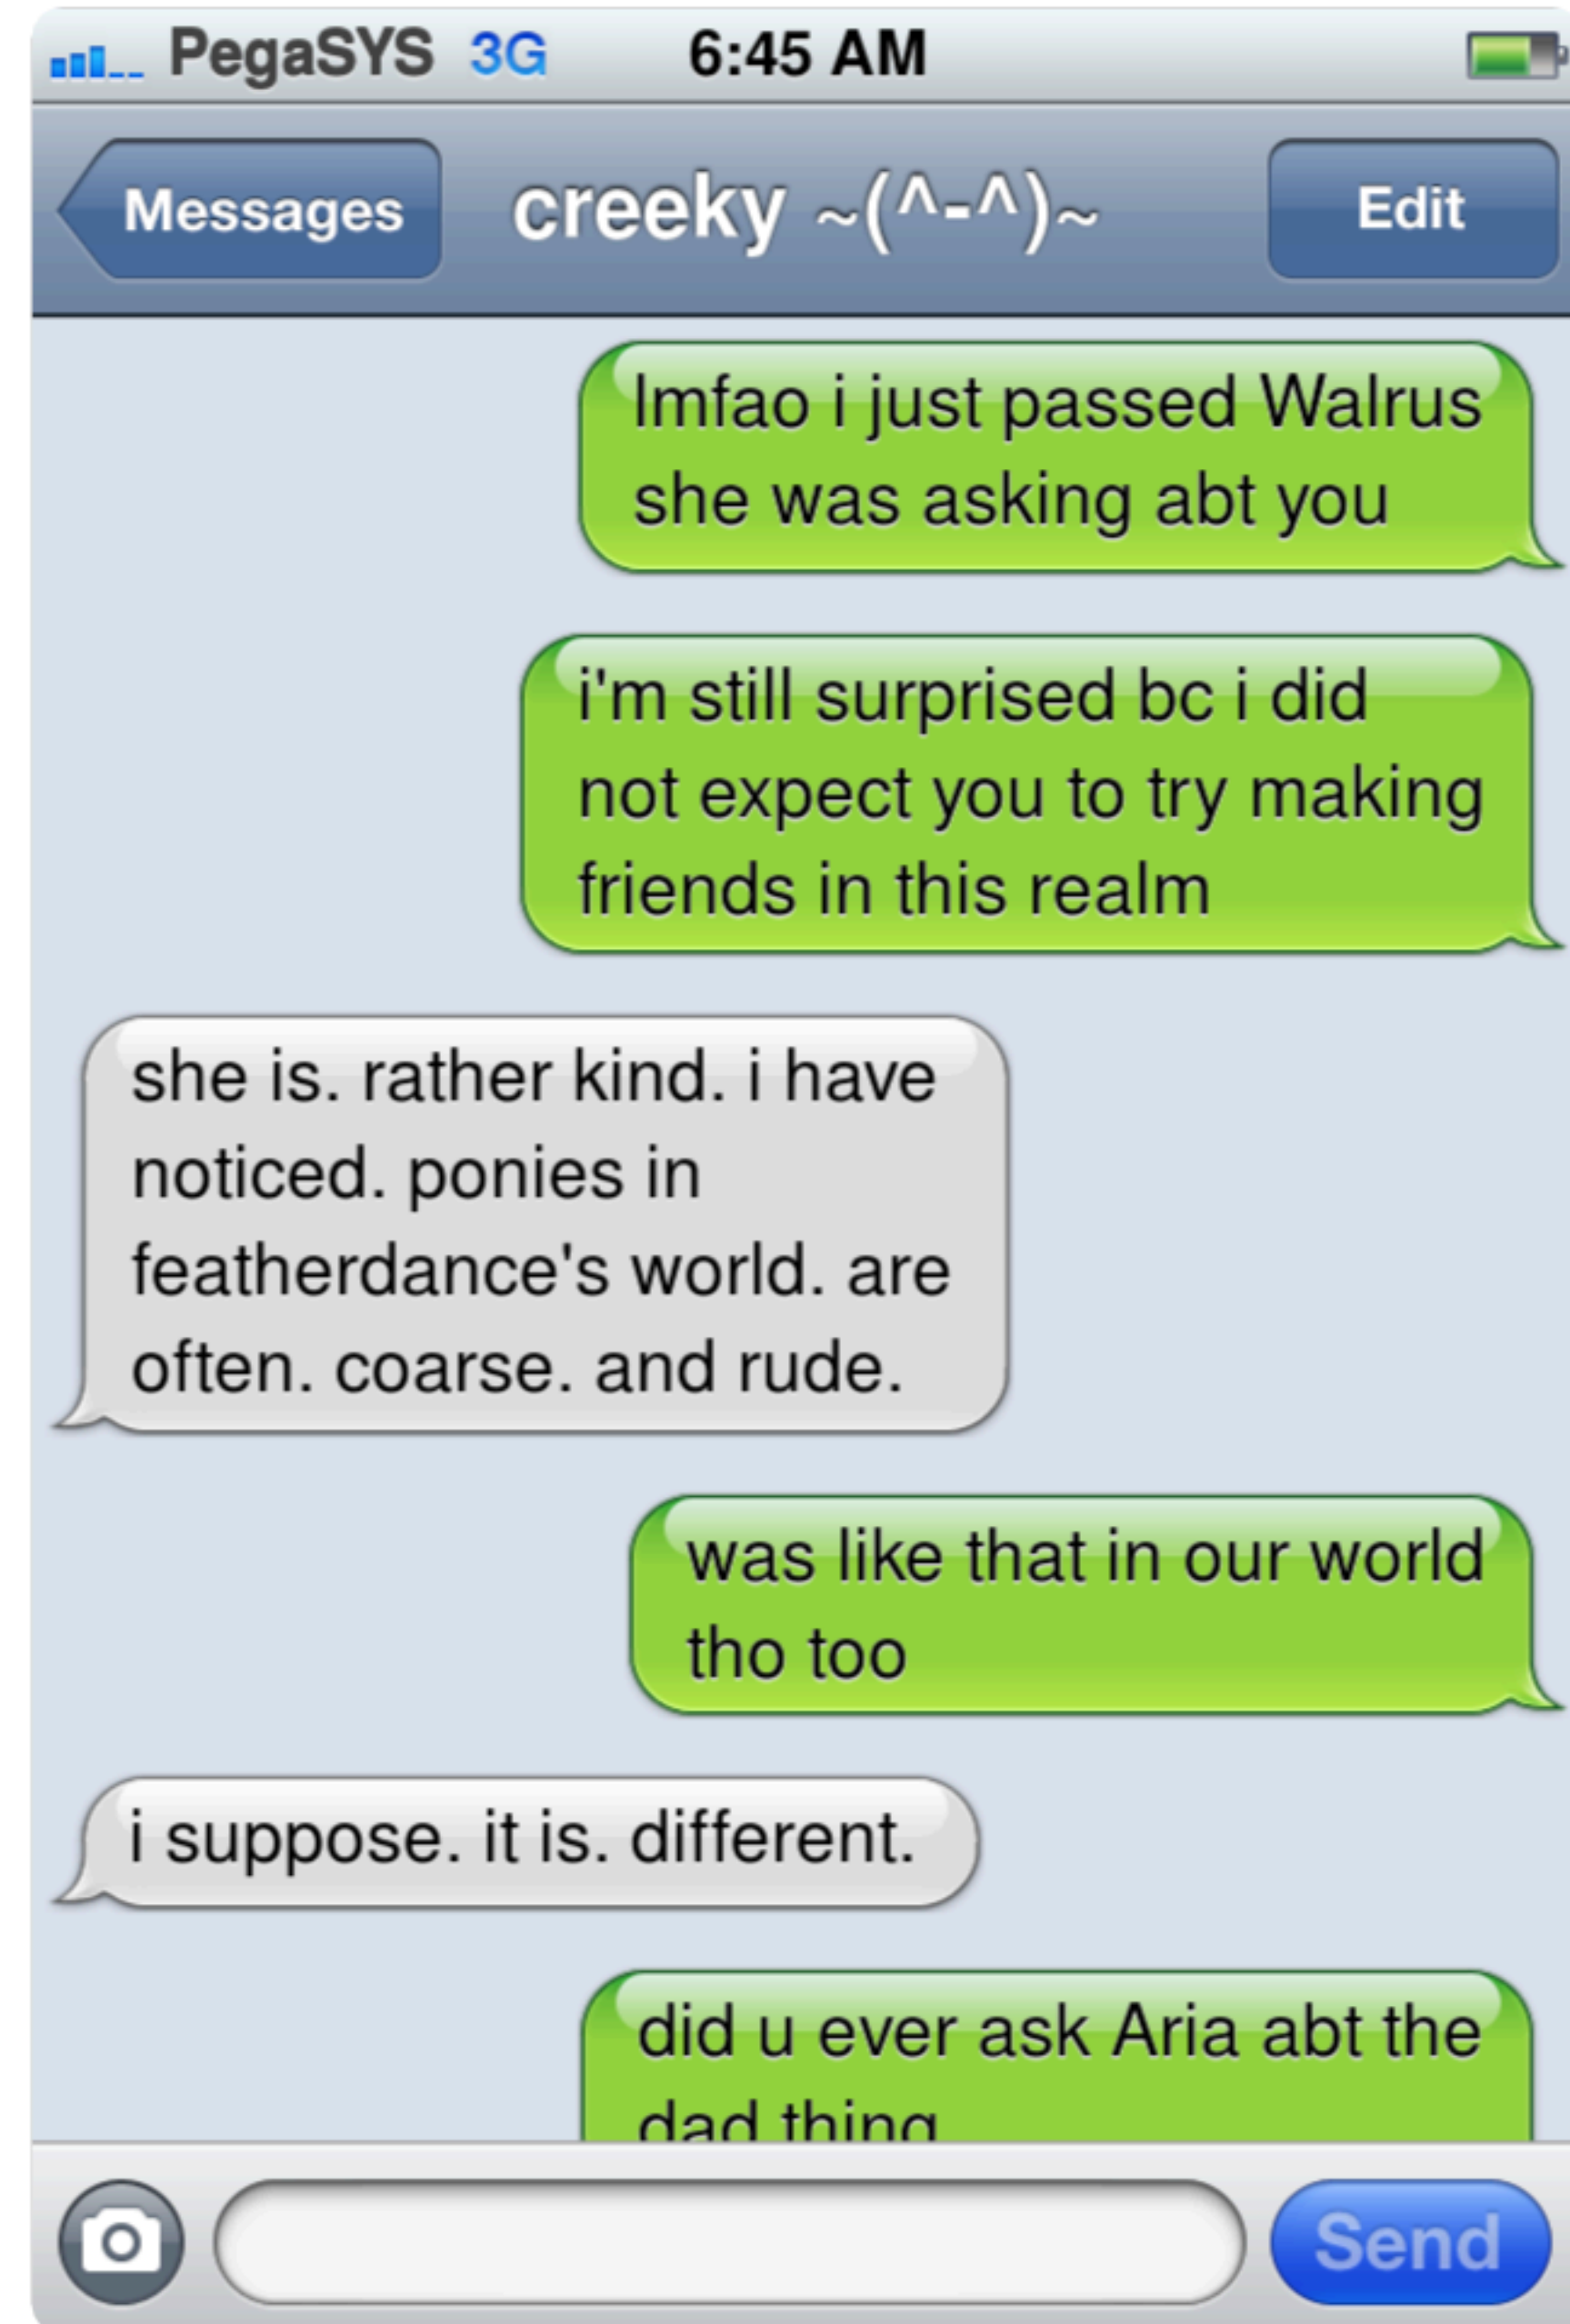 PegaSYS 3G 6:45 AM
Messages creeky ~(^-^)~ Edit
lmfao i just passed Walrus
she was asking abt you
i'm still surprised bc i did
not expect you to try making
friends in this realm
she is. rather kind. i have
noticed. ponies in
featherdance's world. are
often. coarse. and rude.
was like that in our world
tho too
i suppose. it is. different.
did u ever ask Aria abt the
dad thing
Send